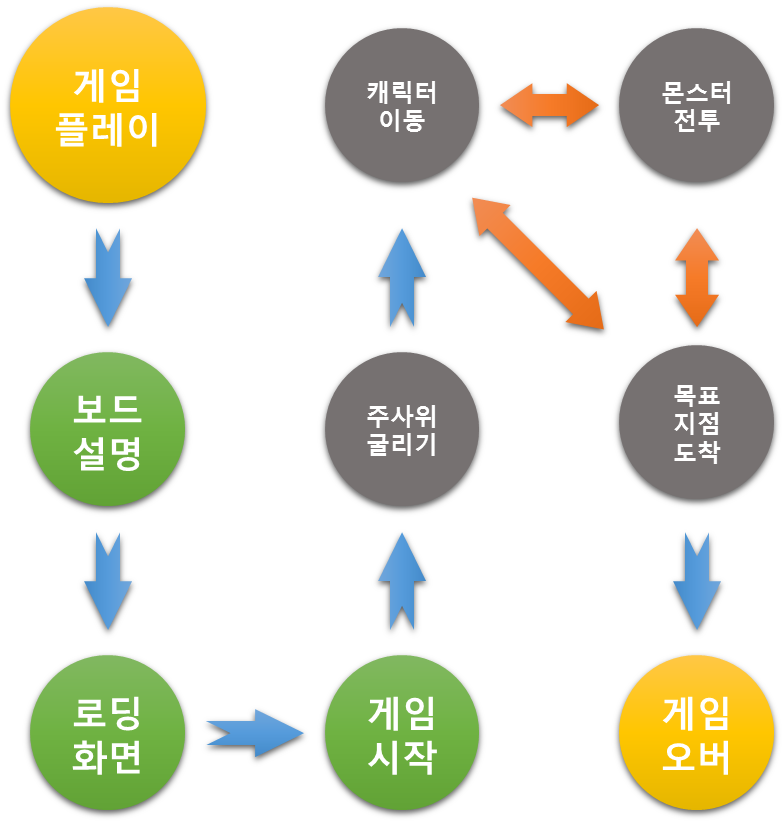 게임
플레이
보드
설명
로딩
화면
게임
시작
주사위
굴리기
캐릭터
이동
몬스터
전투
목표
지점
도착
게임
오버